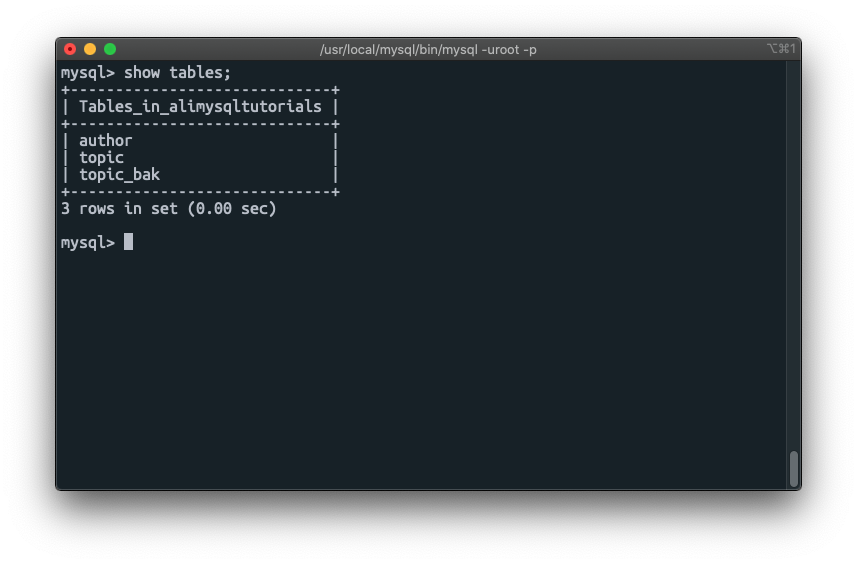 /usr/local/mysql/bin/mysql -uroot -p
⌥⌘1
mysql> show tables;
+-----------------------------+
| Tables_in_alimysqltutorials |
+-----------------------------+
| author                      |
| topic                       |
| topic_bak                   |
+-----------------------------+
3 rows in set (0.00 sec)
mysql>